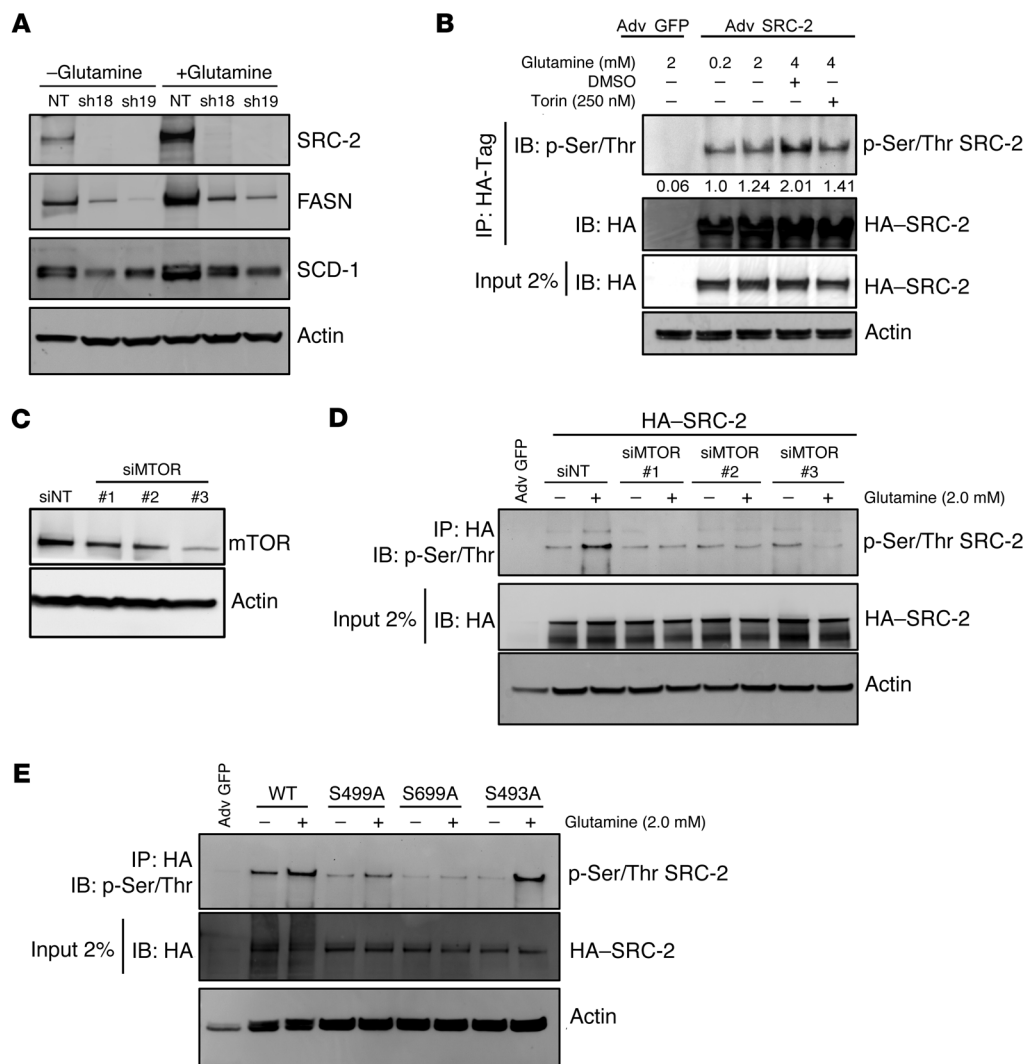 A
–Glutamine +Glutamine
NT sh18 sh19 NT sh18 sh19
SRC-2
FASN
SCD-1
Actin
B
Adv GFP Adv SRC-2
Glutamine (mM) 2 0.2 2 4 4
DMSO – – – + –
Torin (250 nM) – – – – +
IP: HA-Tag
IB: p-Ser/Thr p-Ser/Thr SRC-2
0.06 1.0 1.24 2.01 1.41
IB: HA HA–SRC-2
Input 2% IB: HA HA–SRC-2
Actin
C
siMTOR
siNT #1 #2 #3
mTOR
Actin
D
HA–SRC-2
Adv GFP
siNT siMTOR #1 siMTOR #2 siMTOR #3
– + – + – + – + Glutamine (2.0 mM)
IP: HA
IB: p-Ser/Thr p-Ser/Thr SRC-2
Input 2% IB: HA HA–SRC-2
Actin
E
Adv GFP
WT S499A S699A S493A
– + – + – + – + Glutamine (2.0 mM)
IP: HA
IB: p-Ser/Thr p-Ser/Thr SRC-2
Input 2% IB: HA HA–SRC-2
Actin